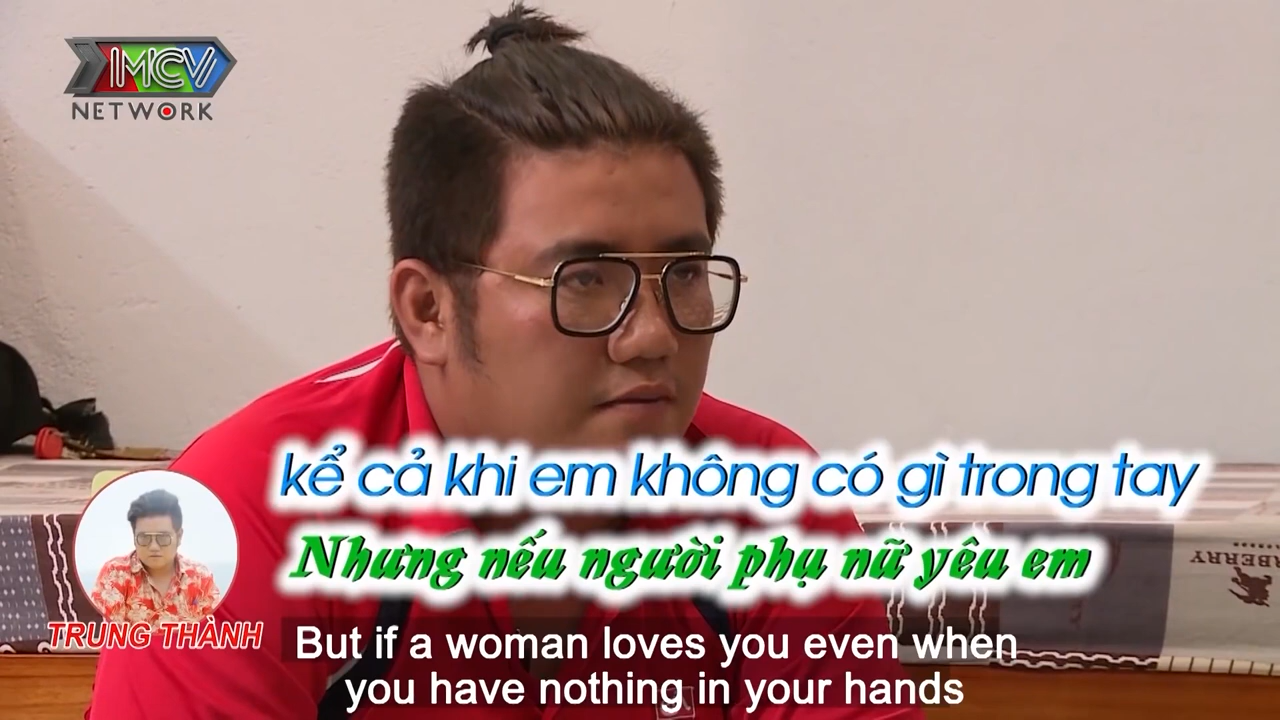 MCV
NETWORK
kể cả khi em không có gì trong tay
Nhưng nếu người phụ nữ yêu em
BERRY
TRUNG THÀNH
But if a woman loves you even when
you have nothing in your hands